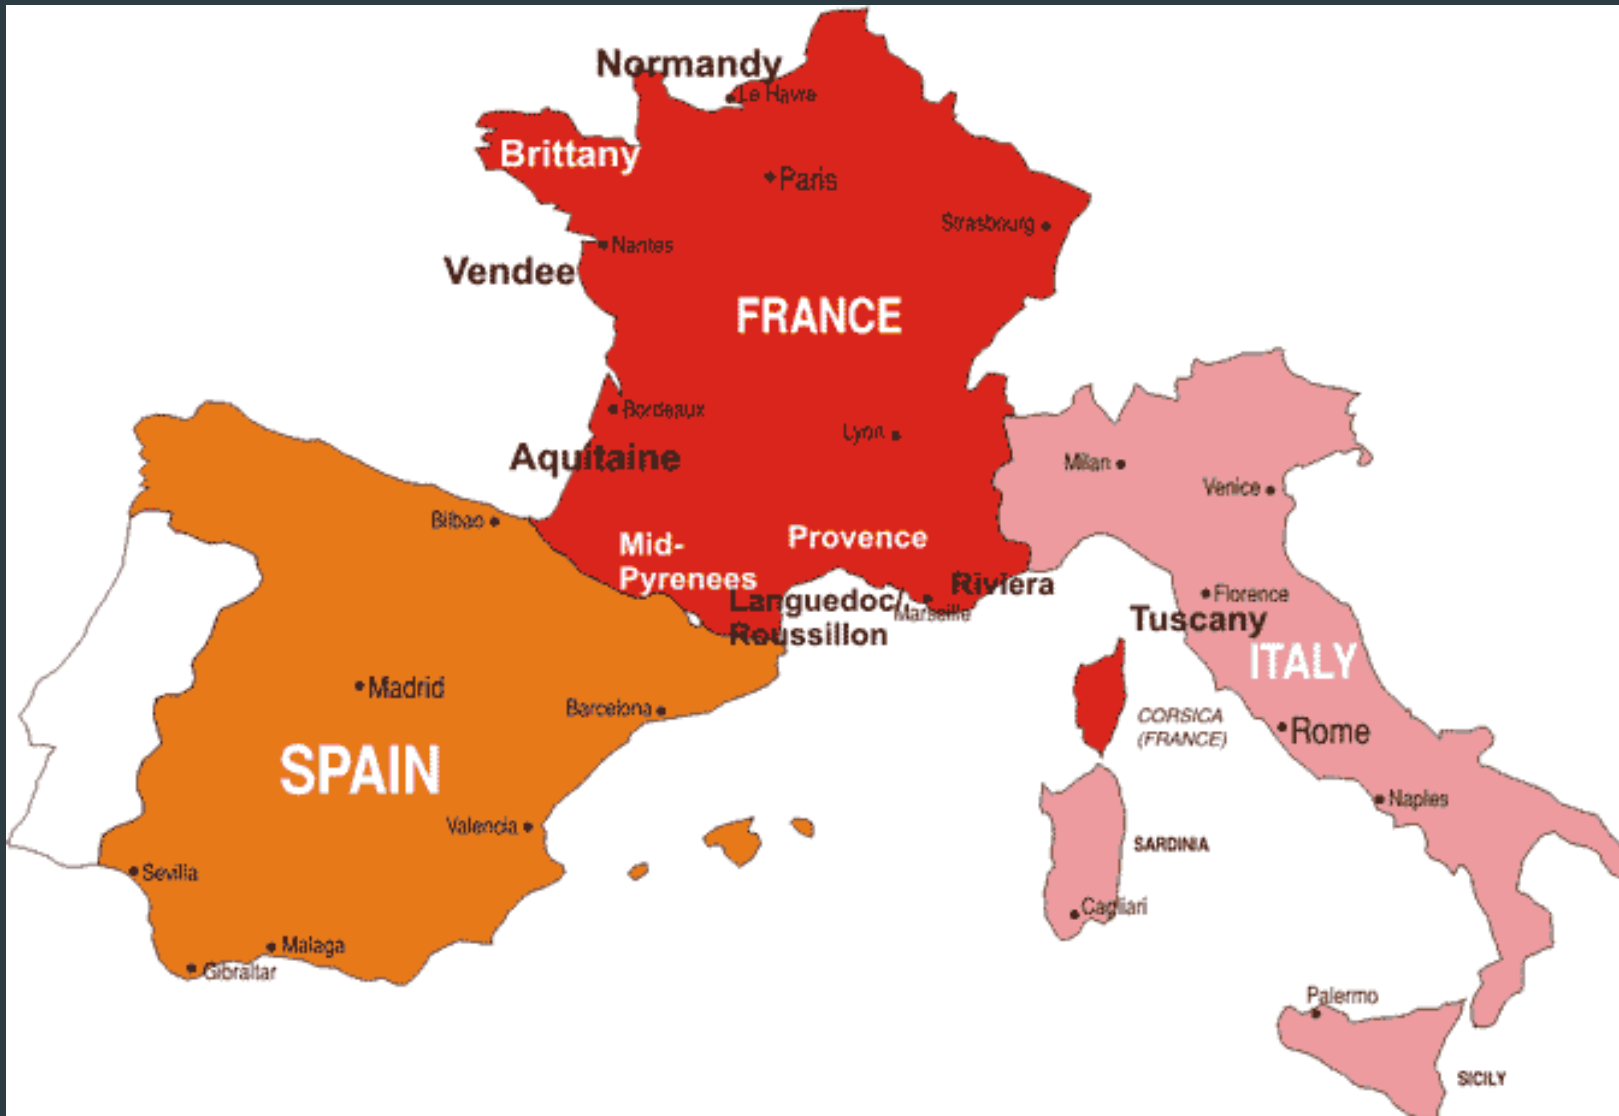 Normandy
Le Havre
Brittany
Paris
Strasbourg
Nantes
Vendee
FRANCE
Bordeaux
Lyon
Aquitaine
Milan
Venice
Bilbao
Mid-
Pyrenees
Provence
Riviera
Languedoc/
Roussillon
Marseille
Florence
Tuscany
ITALY
Madrid
Barcelona
CORSICA
(FRANCE)
Rome
SPAIN
Naples
Valencia
SARDINIA
Sevilla
Cagliari
Malaga
Gibraltar
Palermo
SICILY